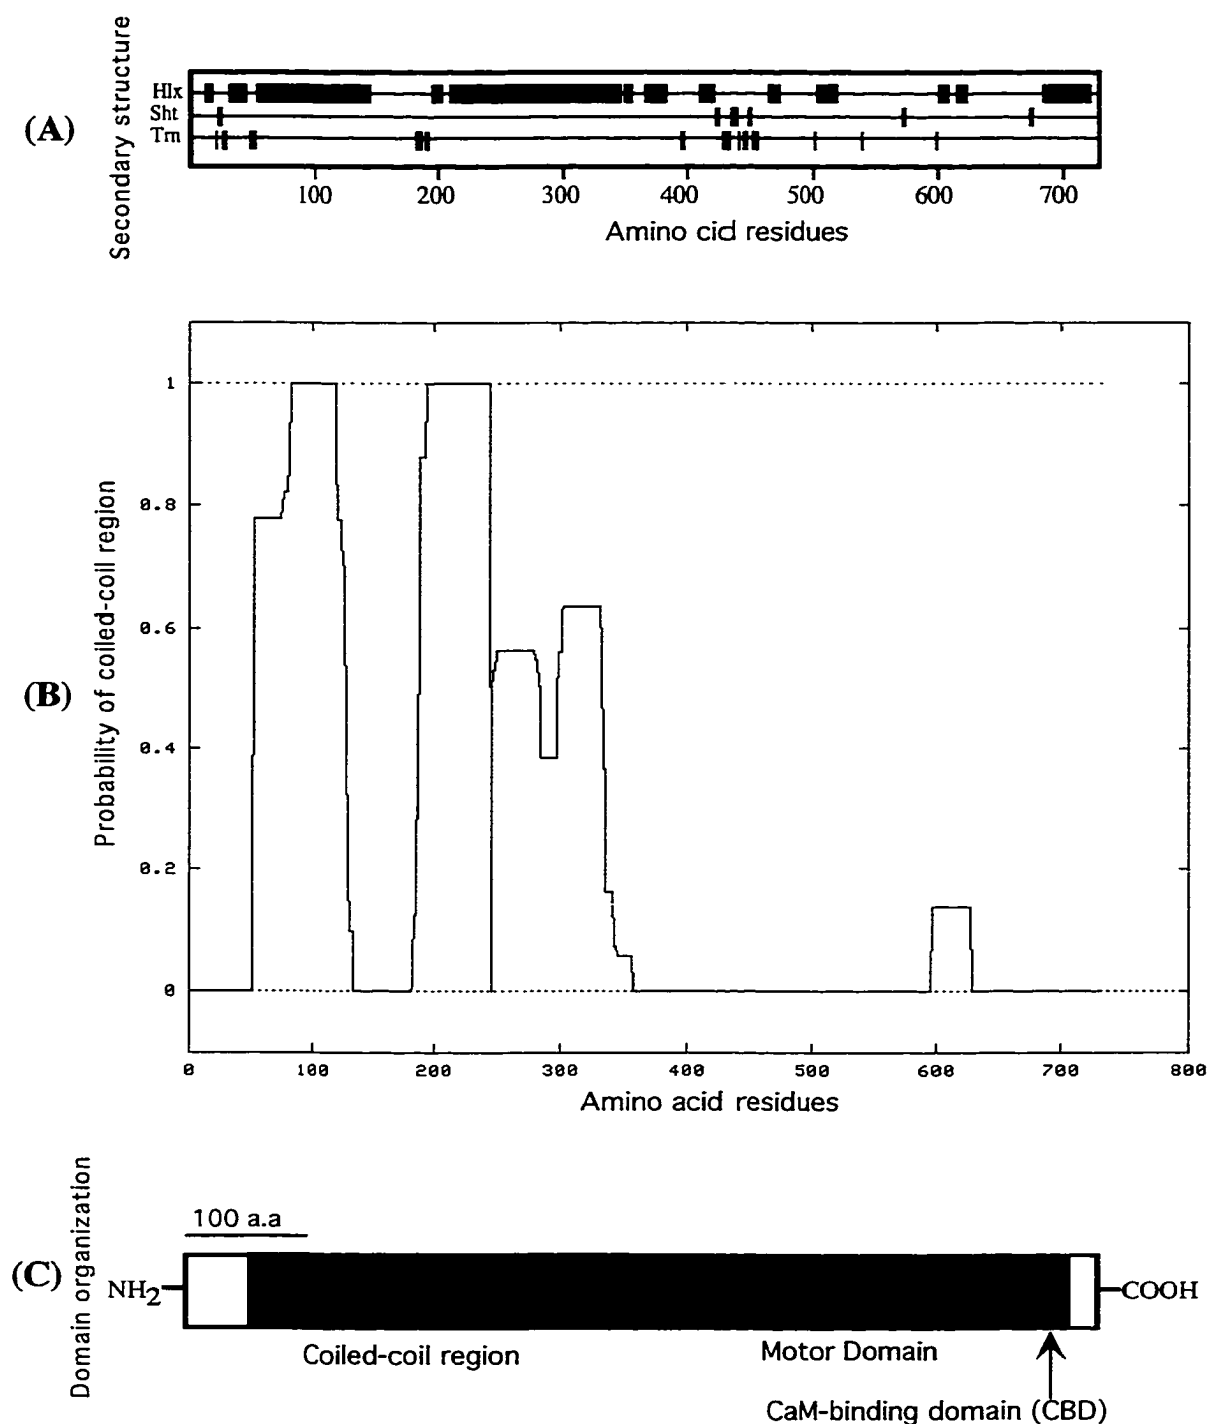 (A)
Secondary structure
Hlx
Sht
Trn
100 200 300 400 500 600 700
Amino cid residues
(B)
Probability of coiled-coil region
1
0.8
0.6
0.4
0.2
0
0 100 200 300 400 500 600 700 800
Amino acid residues
(C)
Domain organization
100 a.a
NH2
COOH
Coiled-coil region
Motor Domain
CaM-binding domain (CBD)